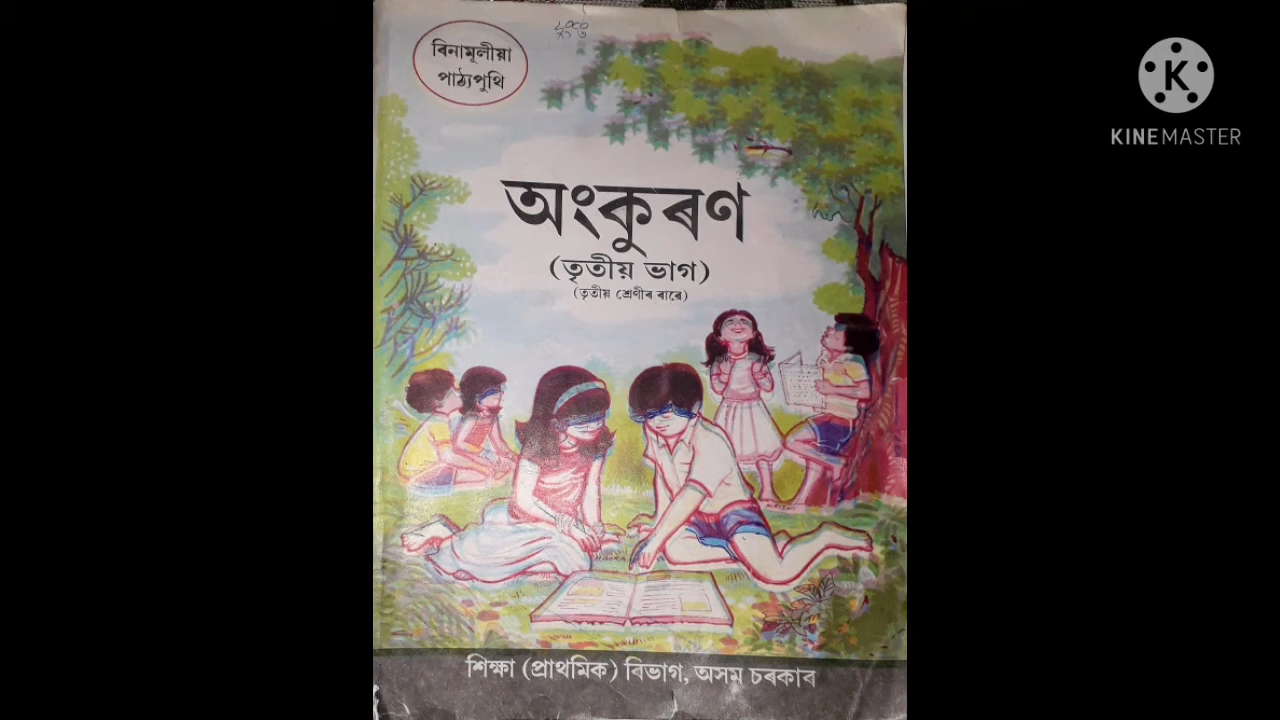 বিনামূলীয়া
পাঠ্যপুথি
অংকুৰণ
(তৃতীয় ভাগ)
(তৃতীয় শ্ৰেণীৰ বাবে)
শিক্ষা (প্ৰাথমিক) বিভাগ, অসম চৰকাৰ
K
KINEMASTER